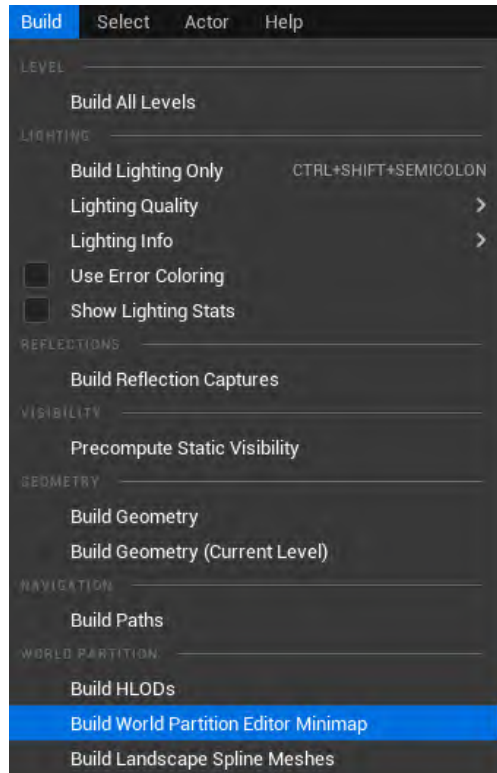 Build Select Actor Help
LEVEL
Build All Levels
LIGHTING
Build Lighting Only CTRL+SHIFT+SEMICOLON
Lighting Quality
Lighting Info
Use Error Coloring
Show Lighting Stats
REFLECTIONS
Build Reflection Captures
VISIBILITY
Precompute Static Visibility
GEOMETRY
Build Geometry
Build Geometry (Current Level)
NAVIGATION
Build Paths
WORLD PARTITION
Build HLODs
Build World Partition Editor Minimap
Build Landscape Spline Meshes